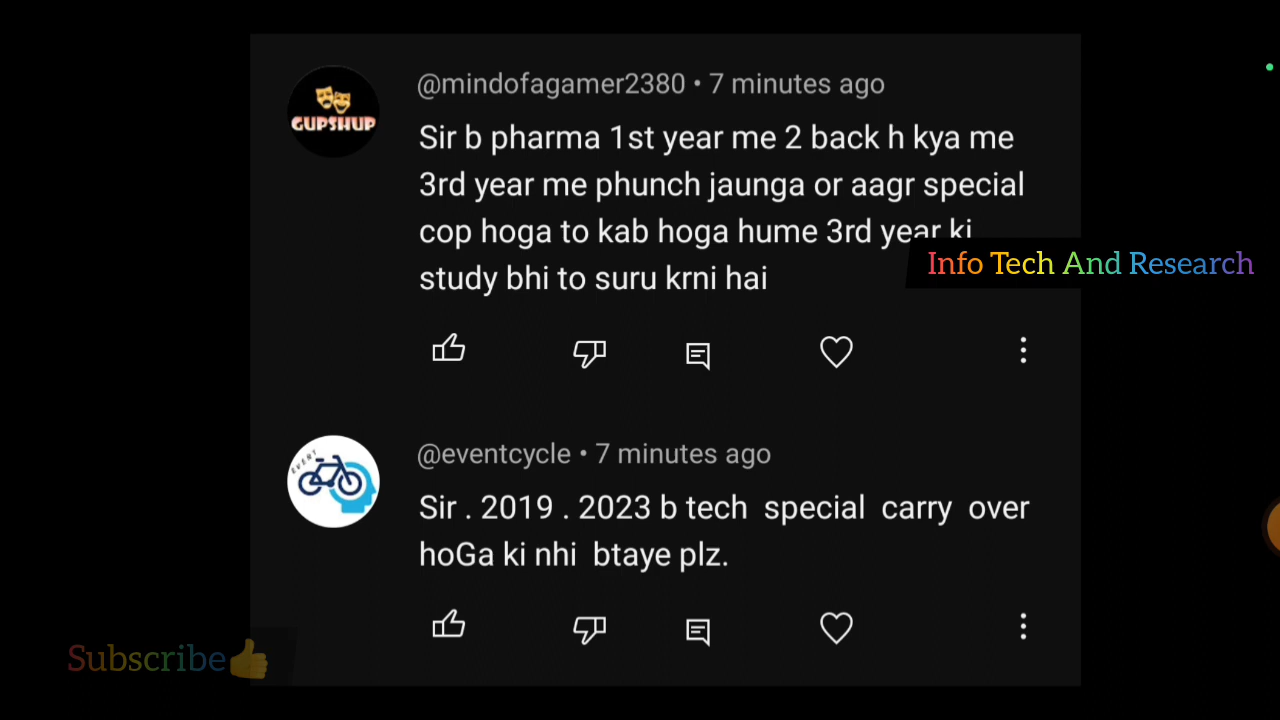 GUPSHUP
@mindofagamer2380 • 7 minutes ago
Sir b pharma 1st year me 2 back h kya me
3rd year me phunch jaunga or aagr special
cop hoga to kab hoga hume 3rd year ki
study bhi to suru krni hai
Info Tech And Research
EVENT
@eventcycle • 7 minutes ago
Sir . 2019 . 2023 b tech special carry over
hoGa ki nhi btaye plz.
Subscribe